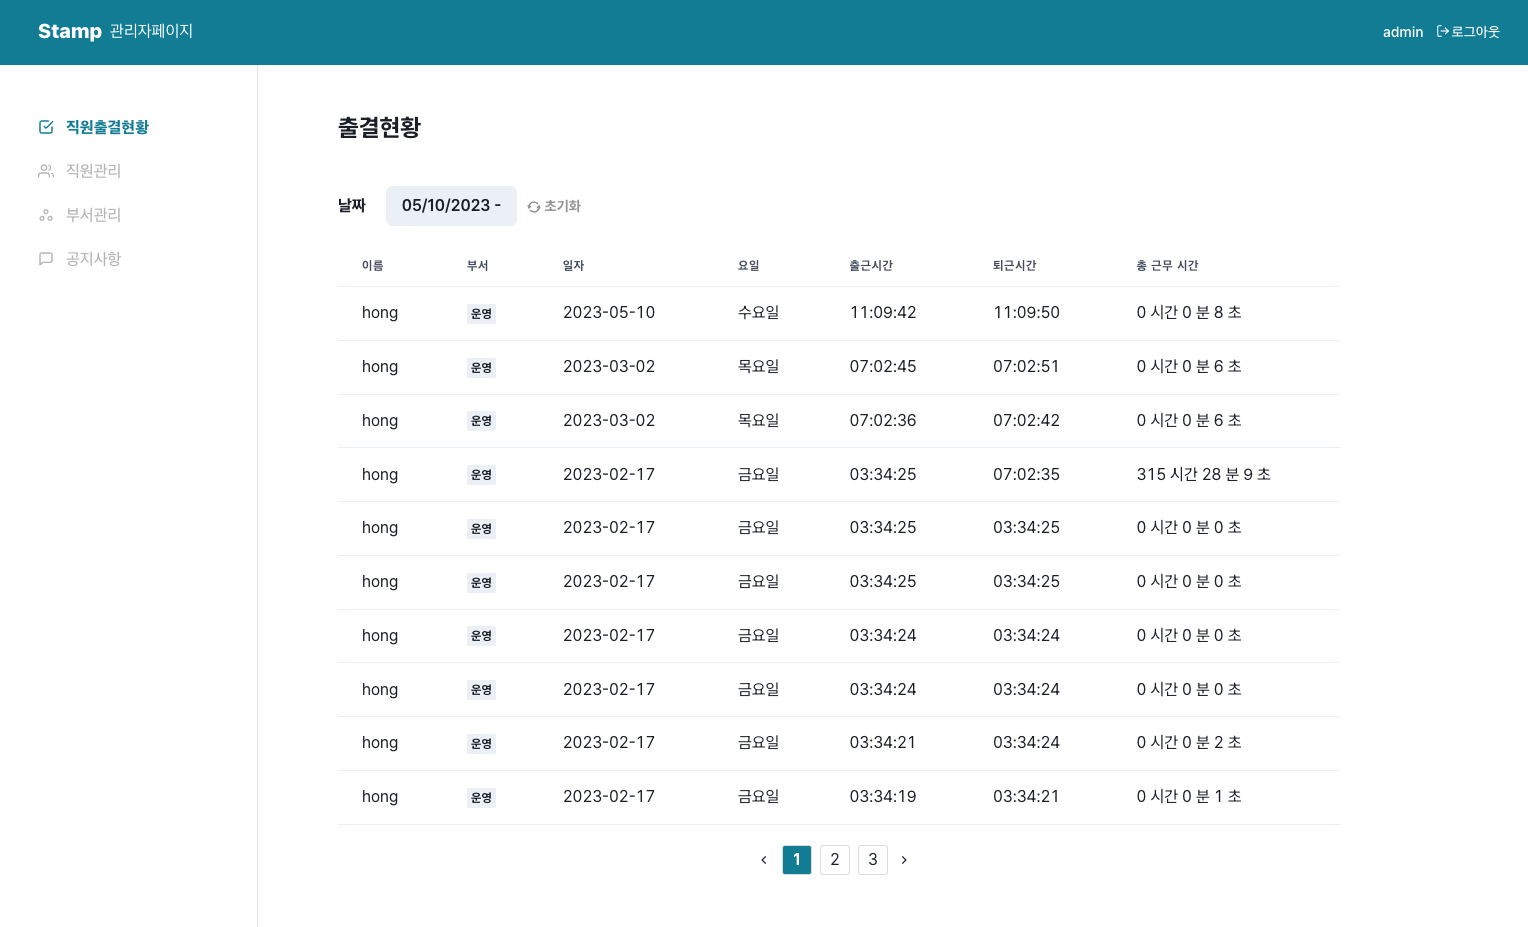 Stamp 관리자페이지
admin 로그아웃
직원출결현황
직원관리
부서관리
공지사항
출결현황
날짜 05/10/2023 - 초기화
이름 부서 일자 요일 출근시간 퇴근시간 총 근무 시간
hong 운영 2023-05-10 수요일 11:09:42 11:09:50 0 시간 0 분 8 초
hong 운영 2023-03-02 목요일 07:02:45 07:02:51 0 시간 0 분 6 초
hong 운영 2023-03-02 목요일 07:02:36 07:02:42 0 시간 0 분 6 초
hong 운영 2023-02-17 금요일 03:34:25 07:02:35 315 시간 28 분 9 초
hong 운영 2023-02-17 금요일 03:34:25 03:34:25 0 시간 0 분 0 초
hong 운영 2023-02-17 금요일 03:34:25 03:34:25 0 시간 0 분 0 초
hong 운영 2023-02-17 금요일 03:34:24 03:34:24 0 시간 0 분 0 초
hong 운영 2023-02-17 금요일 03:34:24 03:34:24 0 시간 0 분 0 초
hong 운영 2023-02-17 금요일 03:34:21 03:34:24 0 시간 0 분 2 초
hong 운영 2023-02-17 금요일 03:34:19 03:34:21 0 시간 0 분 1 초
1 2 3